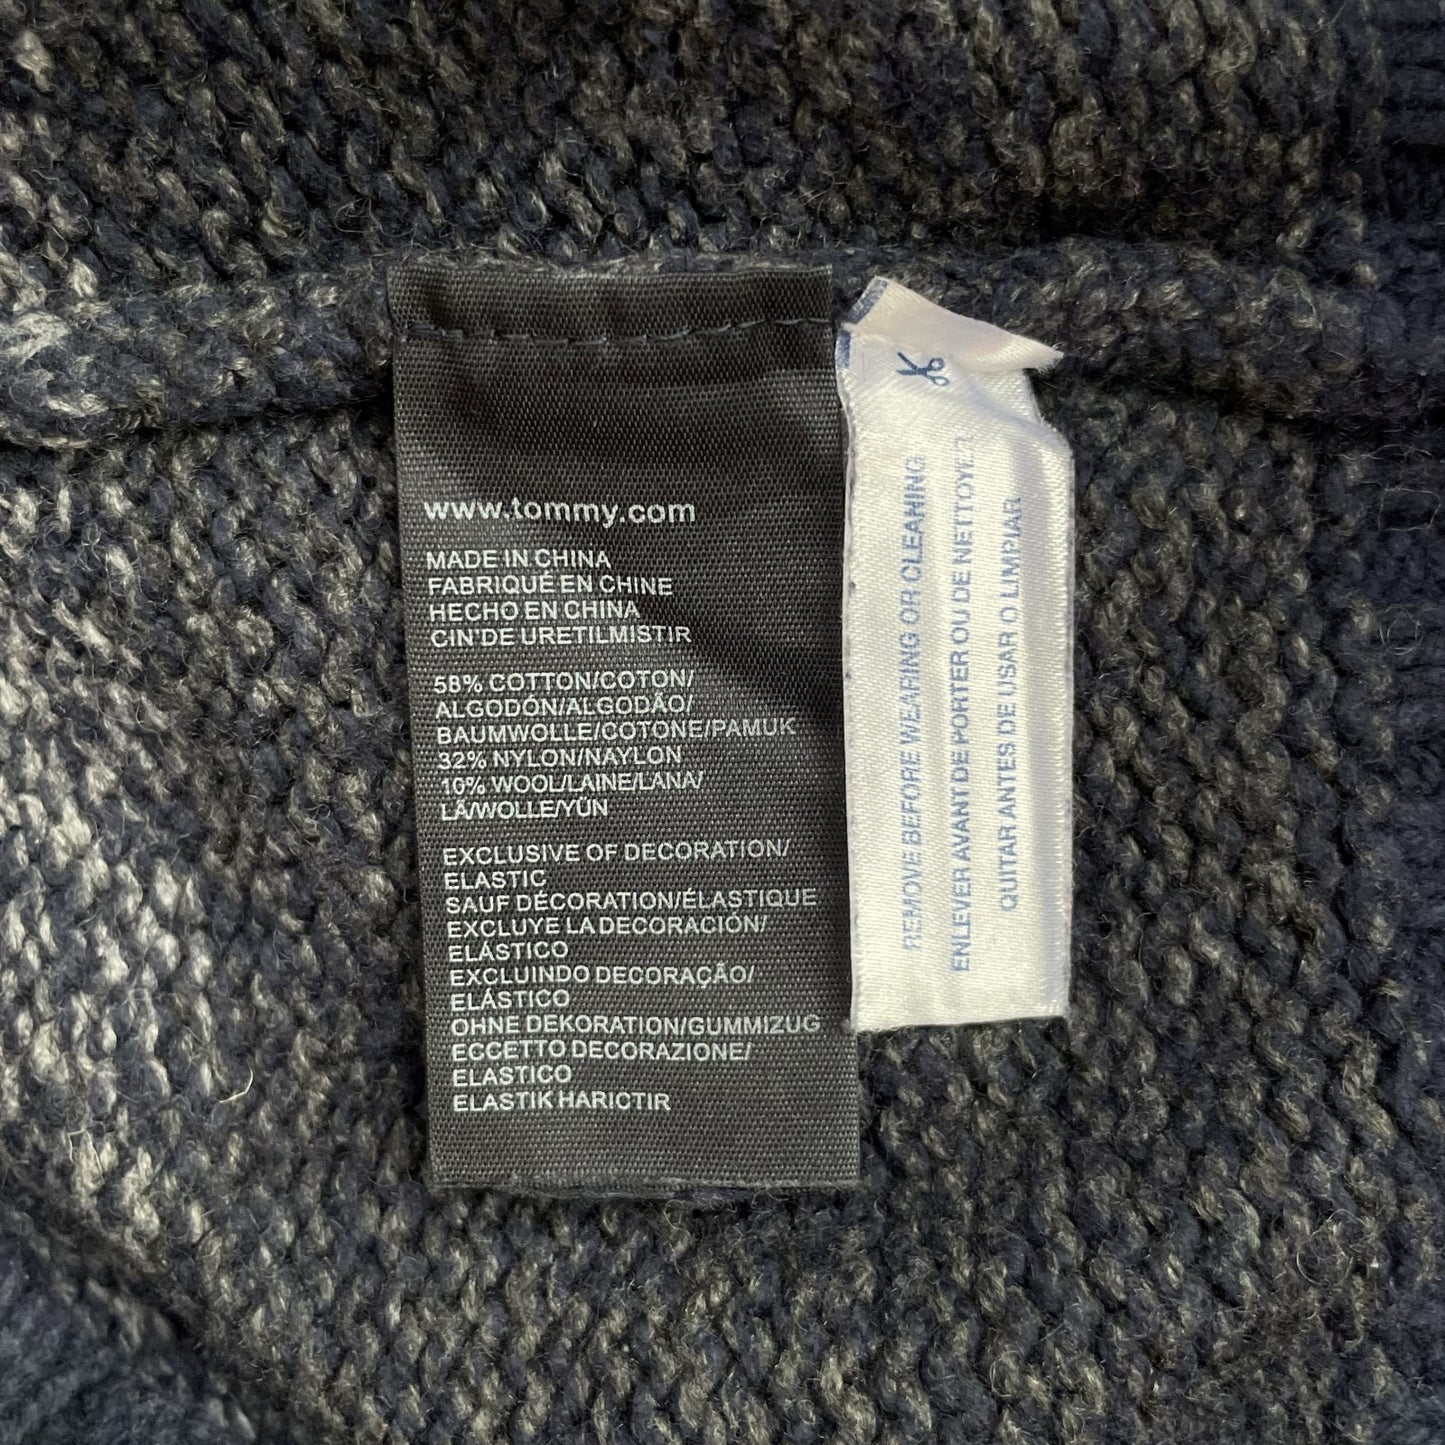 www.tommy.com
MADE IN CHINA
FABRIQUÉ EN CHINE
HECHO EN CHINA
CIN'DE URETILMISTIR
58% COTTON/COTON/
ALGODÓN/ALGODÃO/
BAUMWOLLE/COTONE/PAMUK
32% NYLON/NAYLON
10% WOOL/LAINE/LANA/
LÃ/WOLLE/YÜN
EXCLUSIVE OF DECORATION/
ELASTIC
SAUF DÉCORATION/ÉLASTIQUE
EXCLUYE LA DECORACIÓN/
ELÁSTICO
EXCLUINDO DECORAÇÃO/
ELÁSTICO
OHNE DEKORATION/GUMMIZUG
ECCETTO DECORAZIONE/
ELASTICO
ELASTIK HARICTIR
REMOVE BEFORE WEARING OR CLEANING
ENLEVER AVANT DE PORTER OU DE NETTOYEZ
QUITAR ANTES DE USAR O LIMPIAR